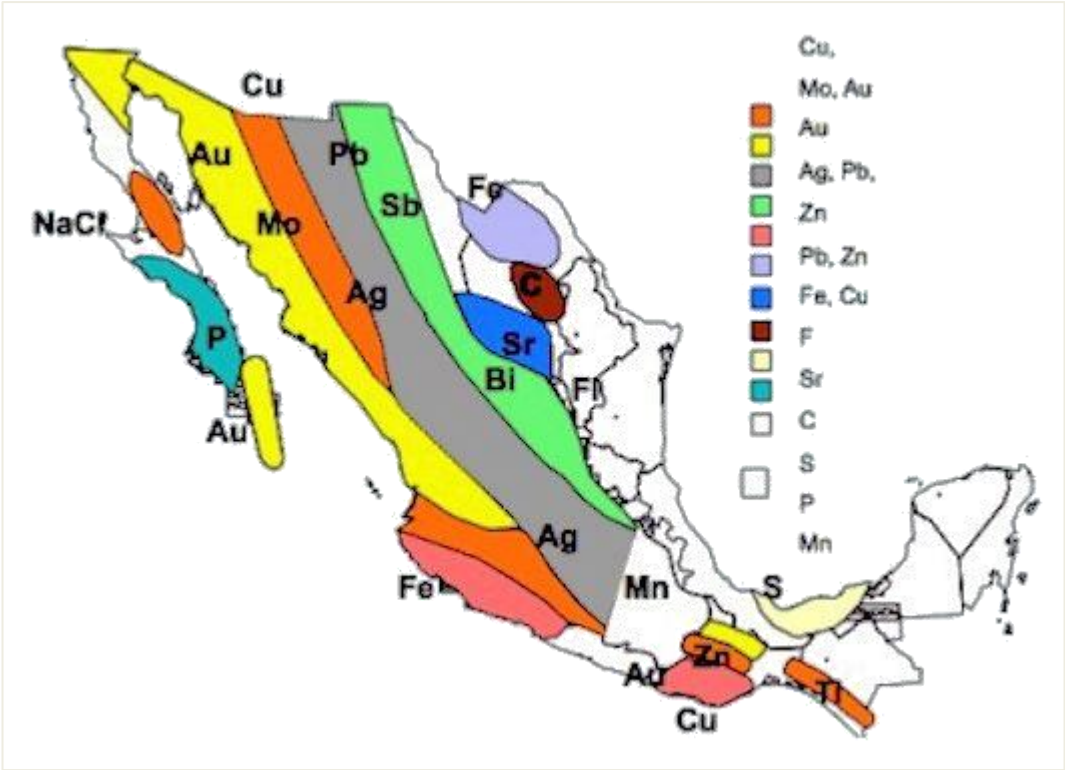 Cu
Au
Pb
Sb
Fe
NaCl
Mo
Ag
C
P
Sr
Bi
Fl
Au
Ag
Fe
Mn
S
Zn
Au
Tl
Cu
Cu,
Mo, Au
Au
Ag, Pb,
Zn
Pb, Zn
Fe, Cu
F
Sr
C
S
P
Mn